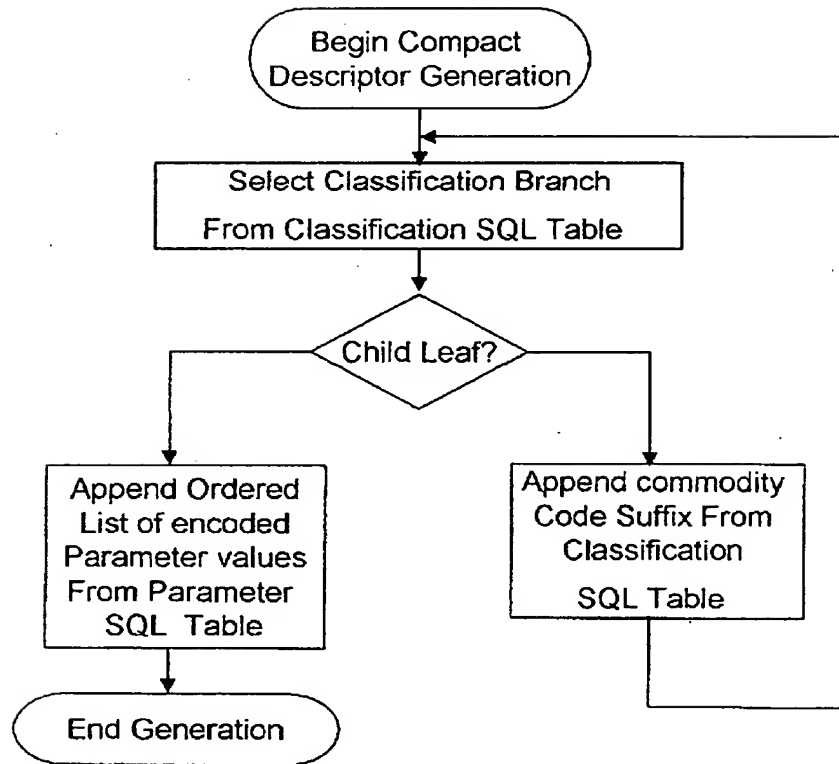 Begin Compact
Descriptor Generation
Select Classification Branch
From Classification SQL Table
Child Leaf?
Append Ordered
List of encoded
Parameter values
From Parameter
SQL Table
Append commodity
Code Suffix From
Classification
SQL Table
End Generation